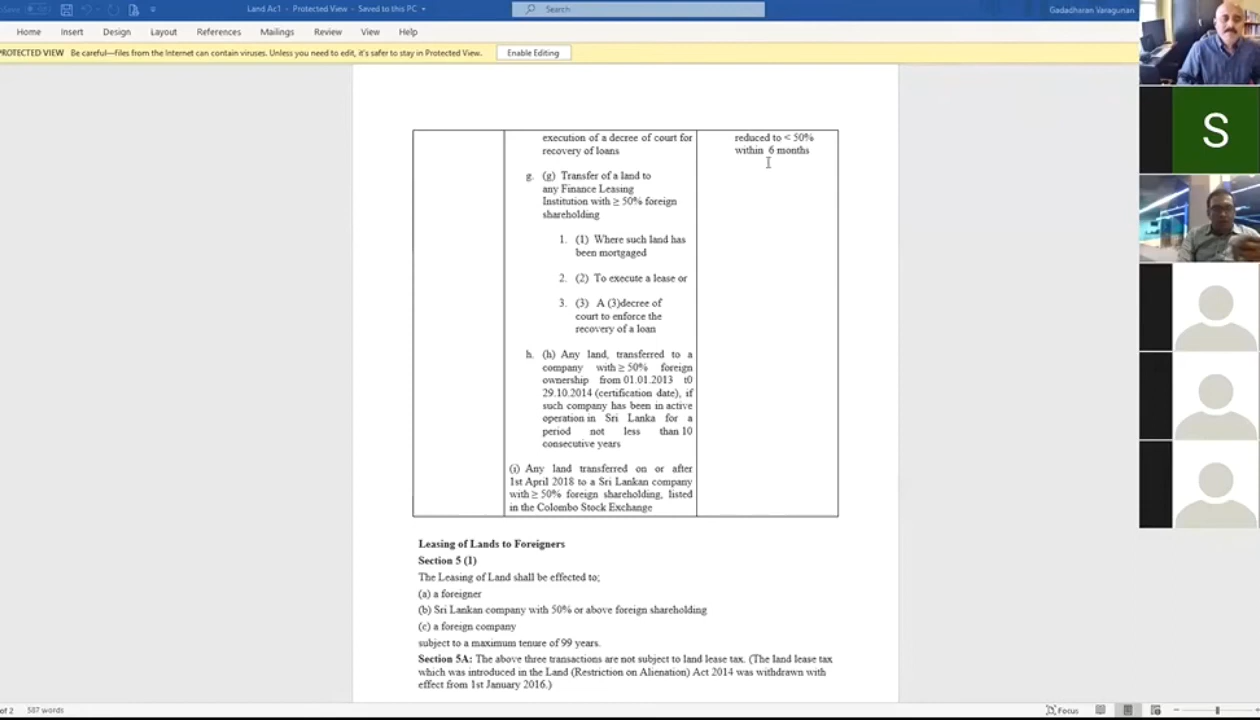 Land Ac1 - Protected View - Saved to this PC
Search
Gadadharan Varagunan
Home Insert Design Layout References Mailings Review View Help
PROTECTED VIEW Be careful—files from the Internet can contain viruses. Unless you need to edit, it's safer to stay in Protected View. Enable Editing
execution of a decree of court for
recovery of loans
g. (g) Transfer of a land to
any Finance Leasing
Institution with ≥ 50% foreign
shareholding
1. (1) Where such land has
been mortgaged
2. (2) To execute a lease or
3. (3) A (3)decree of
court to enforce the
recovery of a loan
h. (h) Any land, transferred to a
company with ≥ 50% foreign
ownership from 01.01.2013 t0
29.10.2014 (certification date), if
such company has been in active
operation in Sri Lanka for a
period not less than 10
consecutive years
(i) Any land transferred on or after
1st April 2018 to a Sri Lankan company
with ≥ 50% foreign shareholding, listed
in the Colombo Stock Exchange
reduced to < 50%
within 6 months
Leasing of Lands to Foreigners
Section 5 (1)
The Leasing of Land shall be effected to;
(a) a foreigner
(b) Sri Lankan company with 50% or above foreign shareholding
(c) a foreign company
subject to a maximum tenure of 99 years.
Section 5A: The above three transactions are not subject to land lease tax. (The land lease tax
which was introduced in the Land (Restriction on Alienation) Act 2014 was withdrawn with
effect from 1st January 2016.)
S
of 2 587 words
Focus